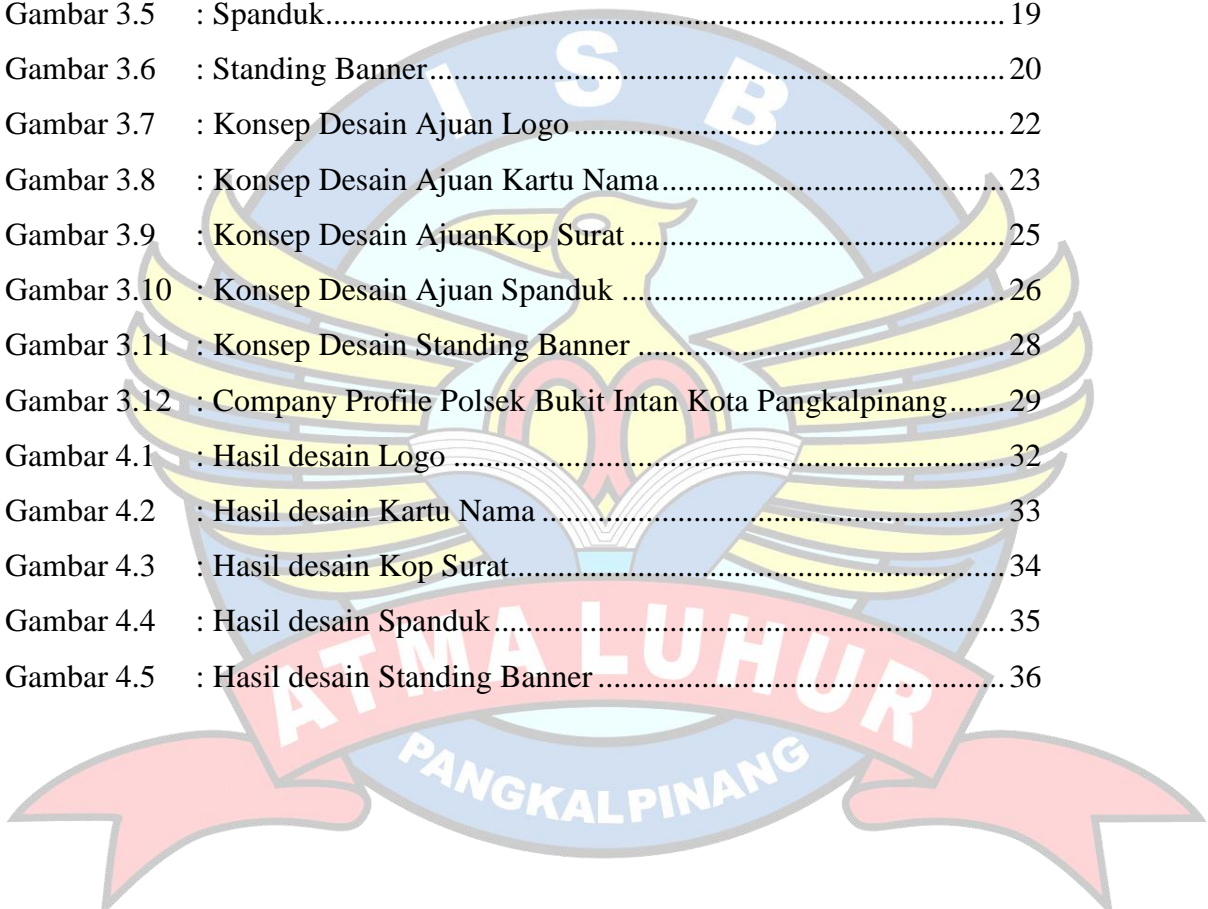 Gambar 3.5 : Spanduk..................................................................................... 19
Gambar 3.6 : Standing Banner........................................................................ 20
Gambar 3.7 : Konsep Desain Ajuan Logo...................................................... 22
Gambar 3.8 : Konsep Desain Ajuan Kartu Nama........................................... 23
Gambar 3.9 : Konsep Desain AjuanKop Surat............................................... 25
Gambar 3.10 : Konsep Desain Ajuan Spanduk................................................ 26
Gambar 3.11 : Konsep Desain Standing Banner.............................................. 28
Gambar 3.12 : Company Profile Polsek Bukit Intan Kota Pangkalpinang....... 29
Gambar 4.1 : Hasil desain Logo..................................................................... 32
Gambar 4.2 : Hasil desain Kartu Nama.......................................................... 33
Gambar 4.3 : Hasil desain Kop Surat.............................................................. 34
Gambar 4.4 : Hasil desain Spanduk................................................................ 35
Gambar 4.5 : Hasil desain Standing Banner................................................... 36
ISB
ATMA LUHUR
PANGKALPINANG